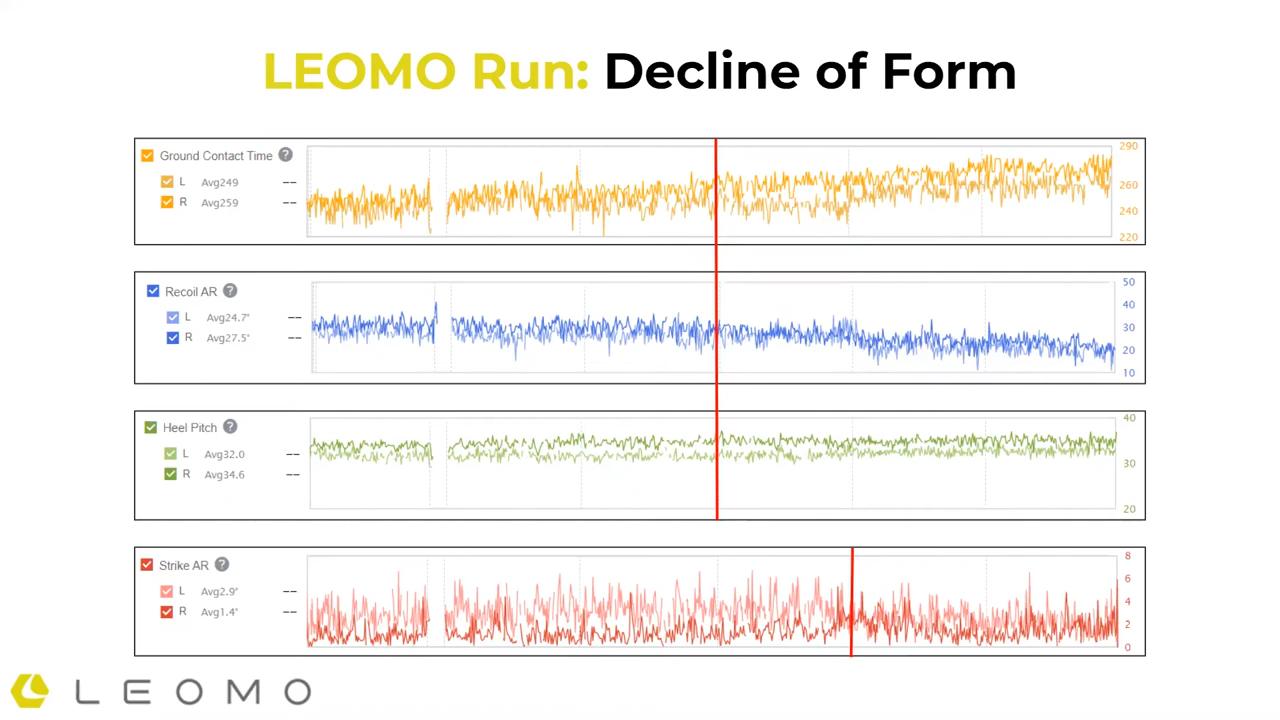 LEOMO Run: Decline of Form
Ground Contact Time ?
L Avg249 --
R Avg259 --
290
260
240
220
Recoil AR ?
L Avg24.7° --
R Avg27.5° --
50
40
30
20
10
Heel Pitch ?
L Avg32.0 --
R Avg34.6 --
40
30
20
Strike AR ?
L Avg2.9° --
R Avg1.4° --
8
6
4
2
0
LEOMO